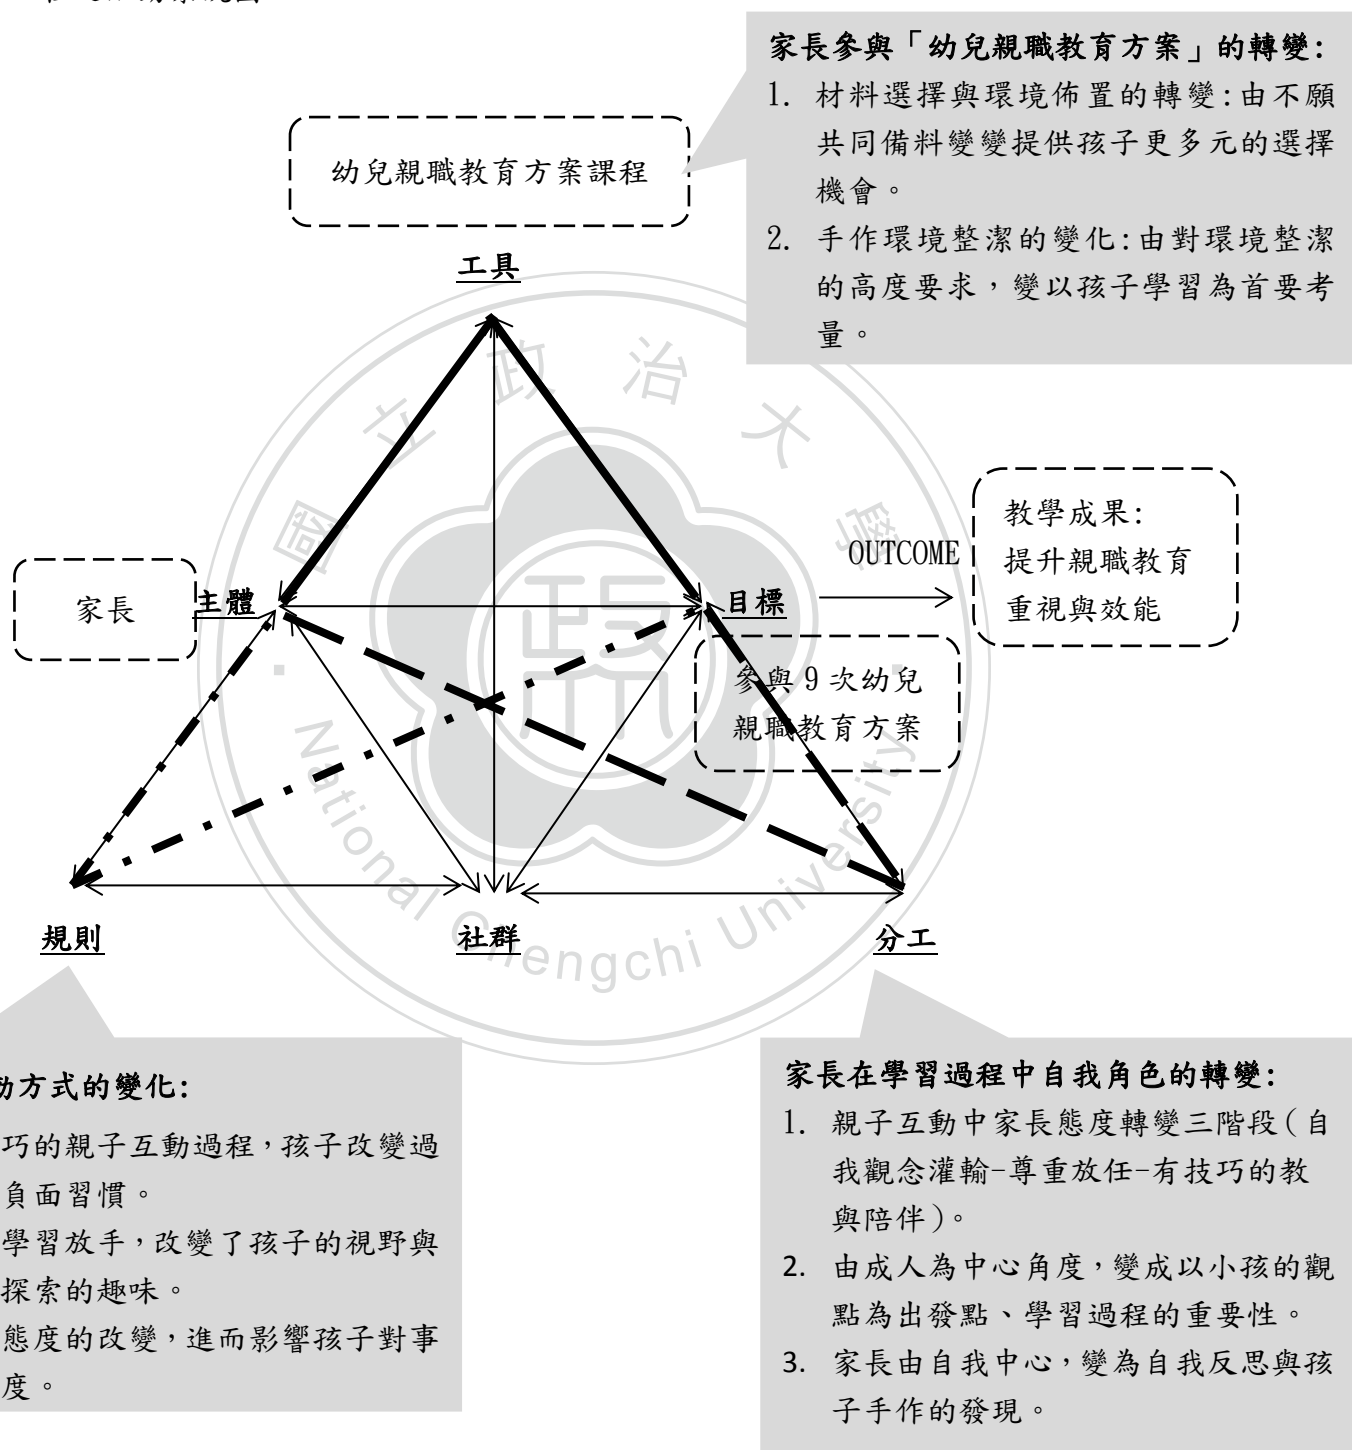 家長參與「幼兒親職教育方案」的轉變:
1. 材料選擇與環境佈置的轉變:由不願
共同備料變變提供孩子更多元的選擇
機會。
2. 手作環境整潔的變化:由對環境整潔
的高度要求，變以孩子學習為首要考
量。
幼兒親職教育方案課程
工具
國立政治大學
教學成果:
提升親職教育
重視與效能
OUTCOME
家長
主體
目標
參與 9 次幼兒
親職教育方案
National Chengchi University
規則
社群
分工
動方式的變化:
巧的親子互動過程，孩子改變過
負面習慣。
學習放手，改變了孩子的視野與
探索的趣味。
態度的改變，進而影響孩子對事
度。
家長在學習過程中自我角色的轉變:
1. 親子互動中家長態度轉變三階段(自
我觀念灌輸-尊重放任-有技巧的教
與陪伴)。
2. 由成人為中心角度，變成以小孩的觀
點為出發點、學習過程的重要性。
3. 家長由自我中心，變為自我反思與孩
子手作的發現。